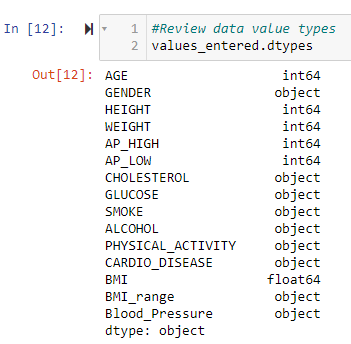 In [12]:
1 #Review data value types
2 values_entered.dtypes
Out[12]: AGE int64
GENDER object
HEIGHT int64
WEIGHT int64
AP_HIGH int64
AP_LOW int64
CHOLESTEROL object
GLUCOSE object
SMOKE object
ALCOHOL object
PHYSICAL_ACTIVITY object
CARDIO_DISEASE object
BMI float64
BMI_range object
Blood_Pressure object
dtype: object